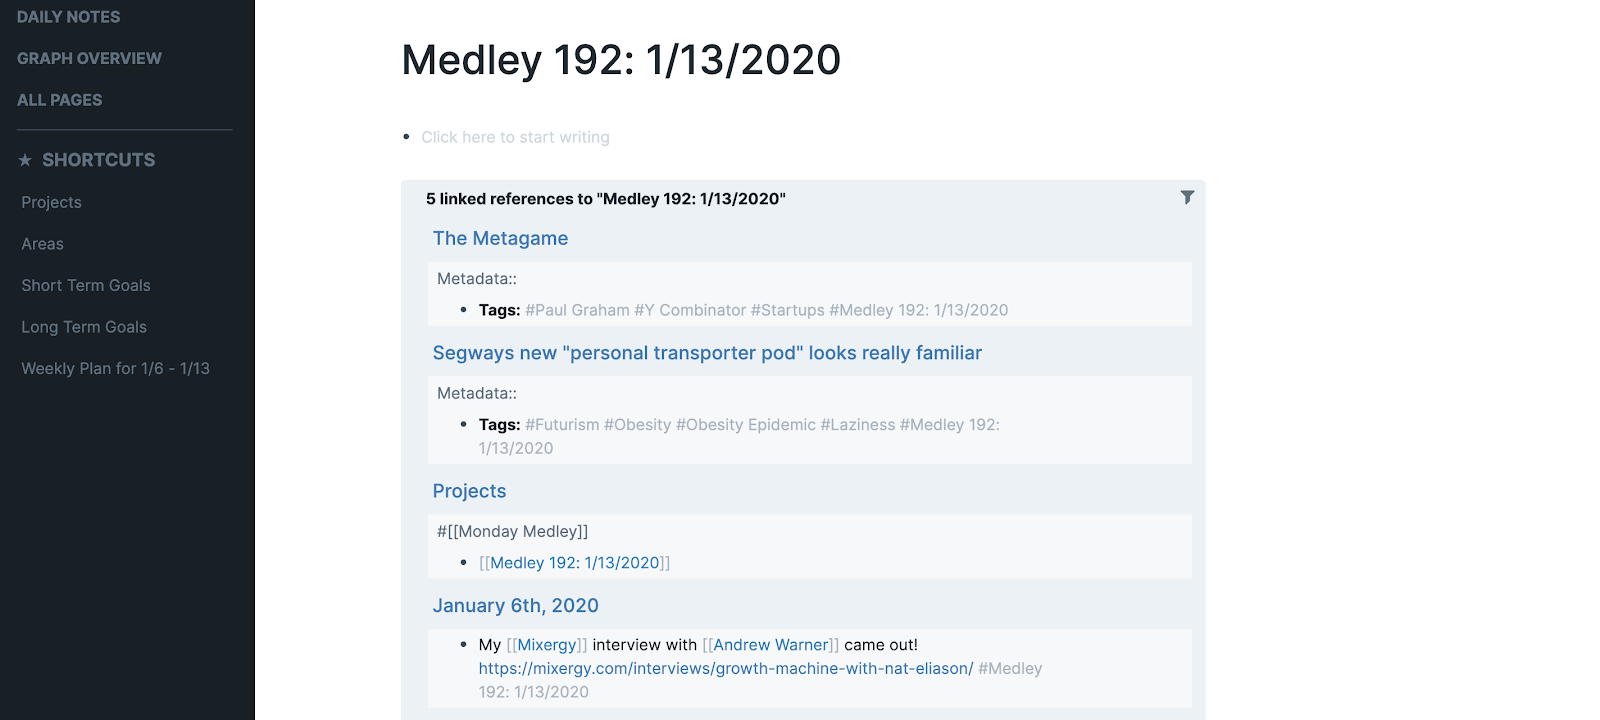 DAILY NOTES
GRAPH OVERVIEW
ALL PAGES
★ SHORTCUTS
Projects
Areas
Short Term Goals
Long Term Goals
Weekly Plan for 1/6 - 1/13
Medley 192: 1/13/2020
Click here to start writing
5 linked references to "Medley 192: 1/13/2020"
The Metagame
Metadata::
Tags: #Paul Graham #Y Combinator #Startups #Medley 192: 1/13/2020
Segways new "personal transporter pod" looks really familiar
Metadata::
Tags: #Futurism #Obesity #Obesity Epidemic #Laziness #Medley 192:
1/13/2020
Projects
#[[Monday Medley]]
[[Medley 192: 1/13/2020]]
January 6th, 2020
My [[Mixergy]] interview with [[Andrew Warner]] came out!
https://mixergy.com/interviews/growth-machine-with-nat-eliason/ #Medley
192: 1/13/2020